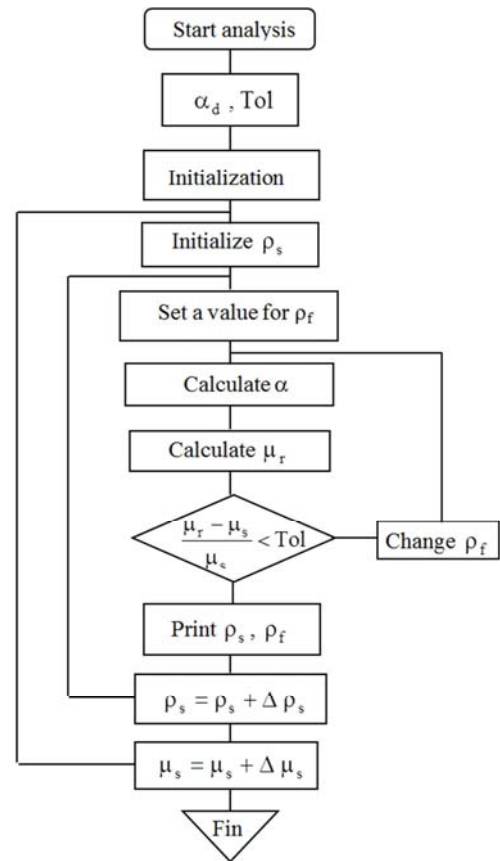 Start analysis
α_d , Tol
Initialization
Initialize ρ_s
Set a value for ρ_f
Calculate α
Calculate μ_r
(μ_r − μ_s) / μ_s < Tol
Change ρ_f
Print ρ_s , ρ_f
ρ_s = ρ_s + Δ ρ_s
μ_s = μ_s + Δ μ_s
Fin